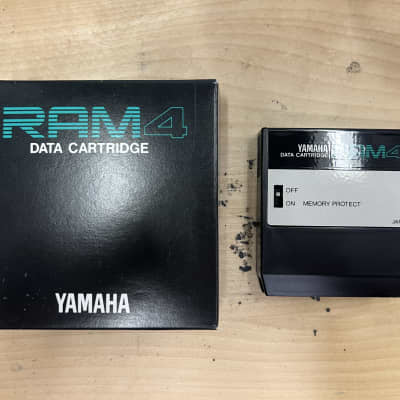 RAM4
DATA CARTRIDGE
YAMAHA
YAMAHA
DATA CARTRIDGE RAM4
OFF
ON MEMORY PROTECT